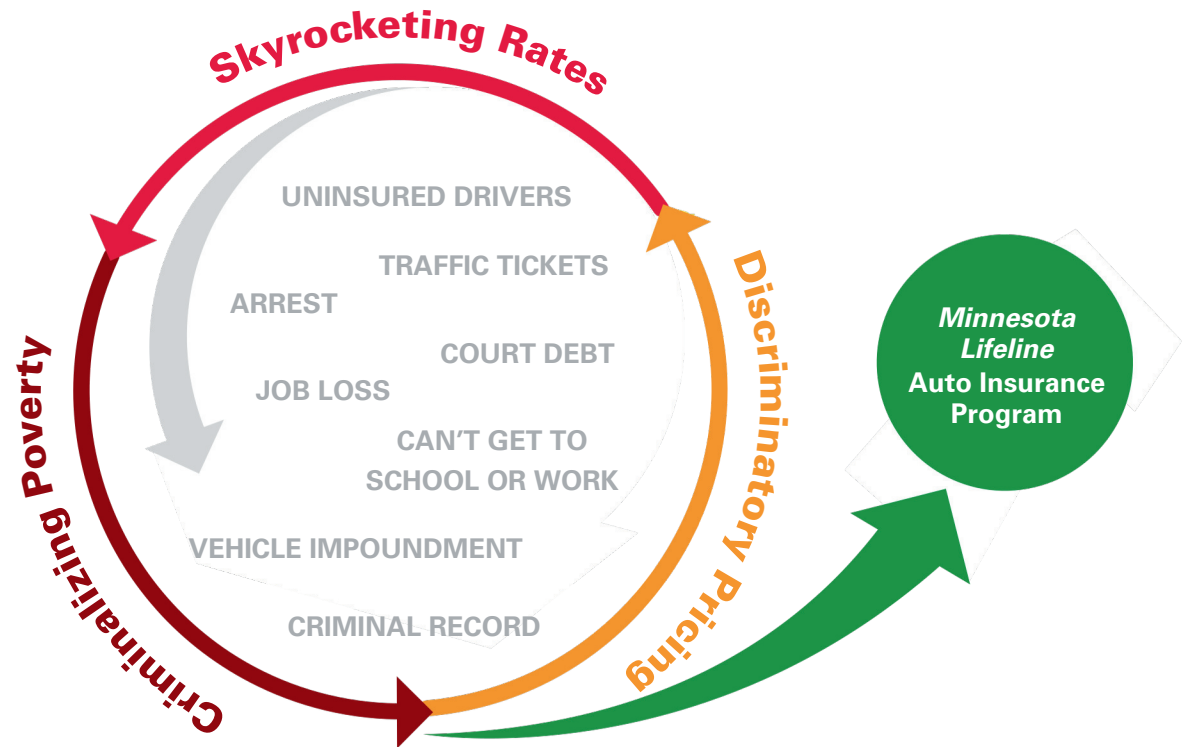 Skyrocketing Rates
UNINSURED DRIVERS
TRAFFIC TICKETS
ARREST
COURT DEBT
JOB LOSS
CAN’T GET TO
SCHOOL OR WORK
VEHICLE IMPOUNDMENT
CRIMINAL RECORD
Criminalizing Poverty
Discriminatory Pricing
Minnesota
Lifeline
Auto Insurance
Program